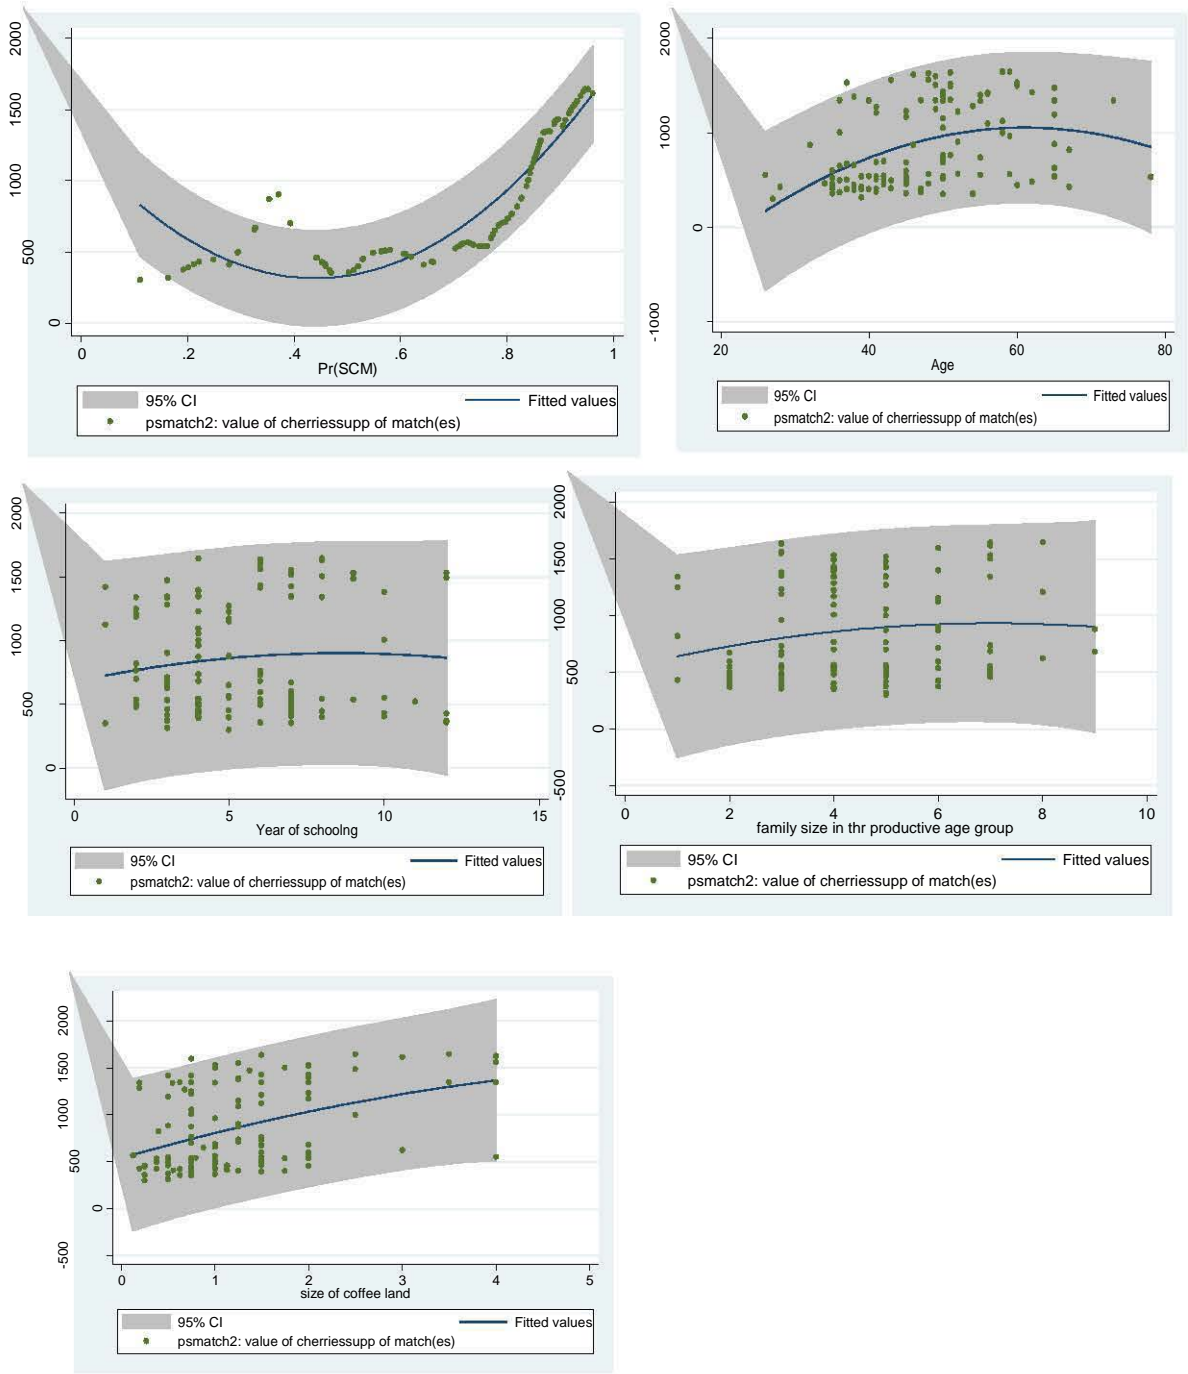 2000
1500
1000
500
0
0 .2 .4 .6 .8 1
Pr(SCM)
95% CI Fitted values
psmatch2: value of cherriessupp of match(es)
2000
1000
0
-1000
20 40 60 80
Age
95% CI Fitted values
psmatch2: value of cherriessupp of match(es)
2000
1500
1000
500
0
0 5 10 15
Year of schoolng
95% CI Fitted values
psmatch2: value of cherriessupp of match(es)
2000
1500
1000
500
0
-500
0 2 4 6 8 10
family size in thr productive age group
95% CI Fitted values
psmatch2: value of cherriessupp of match(es)
2000
1500
1000
500
0
-500
0 1 2 3 4 5
size of coffee land
95% CI Fitted values
psmatch2: value of cherriessupp of match(es)